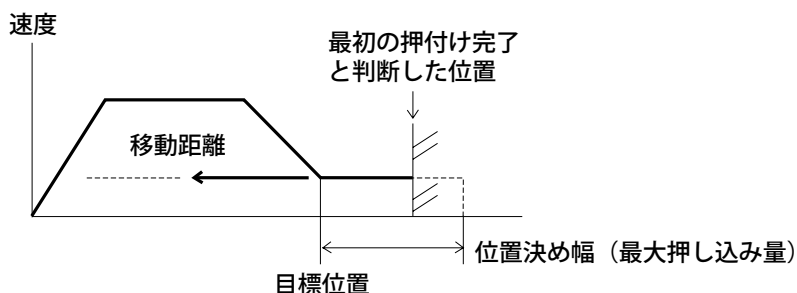 速度
最初の押付け完了
と判断した位置
移動距離
位置決め幅（最大押し込み量）
目標位置